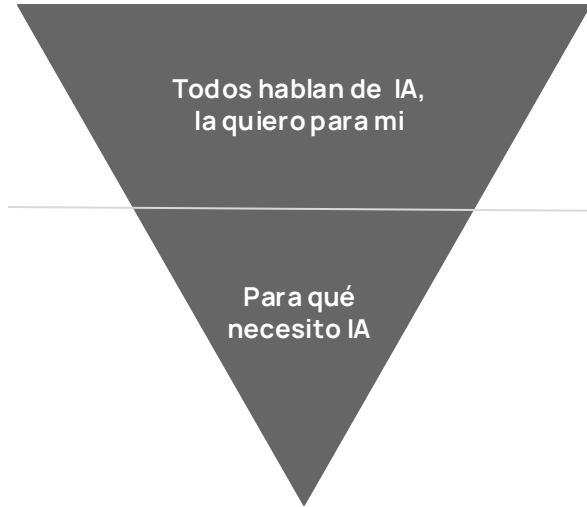 Todos hablan de IA,
la quiero para mi
Para qué
necesito IA